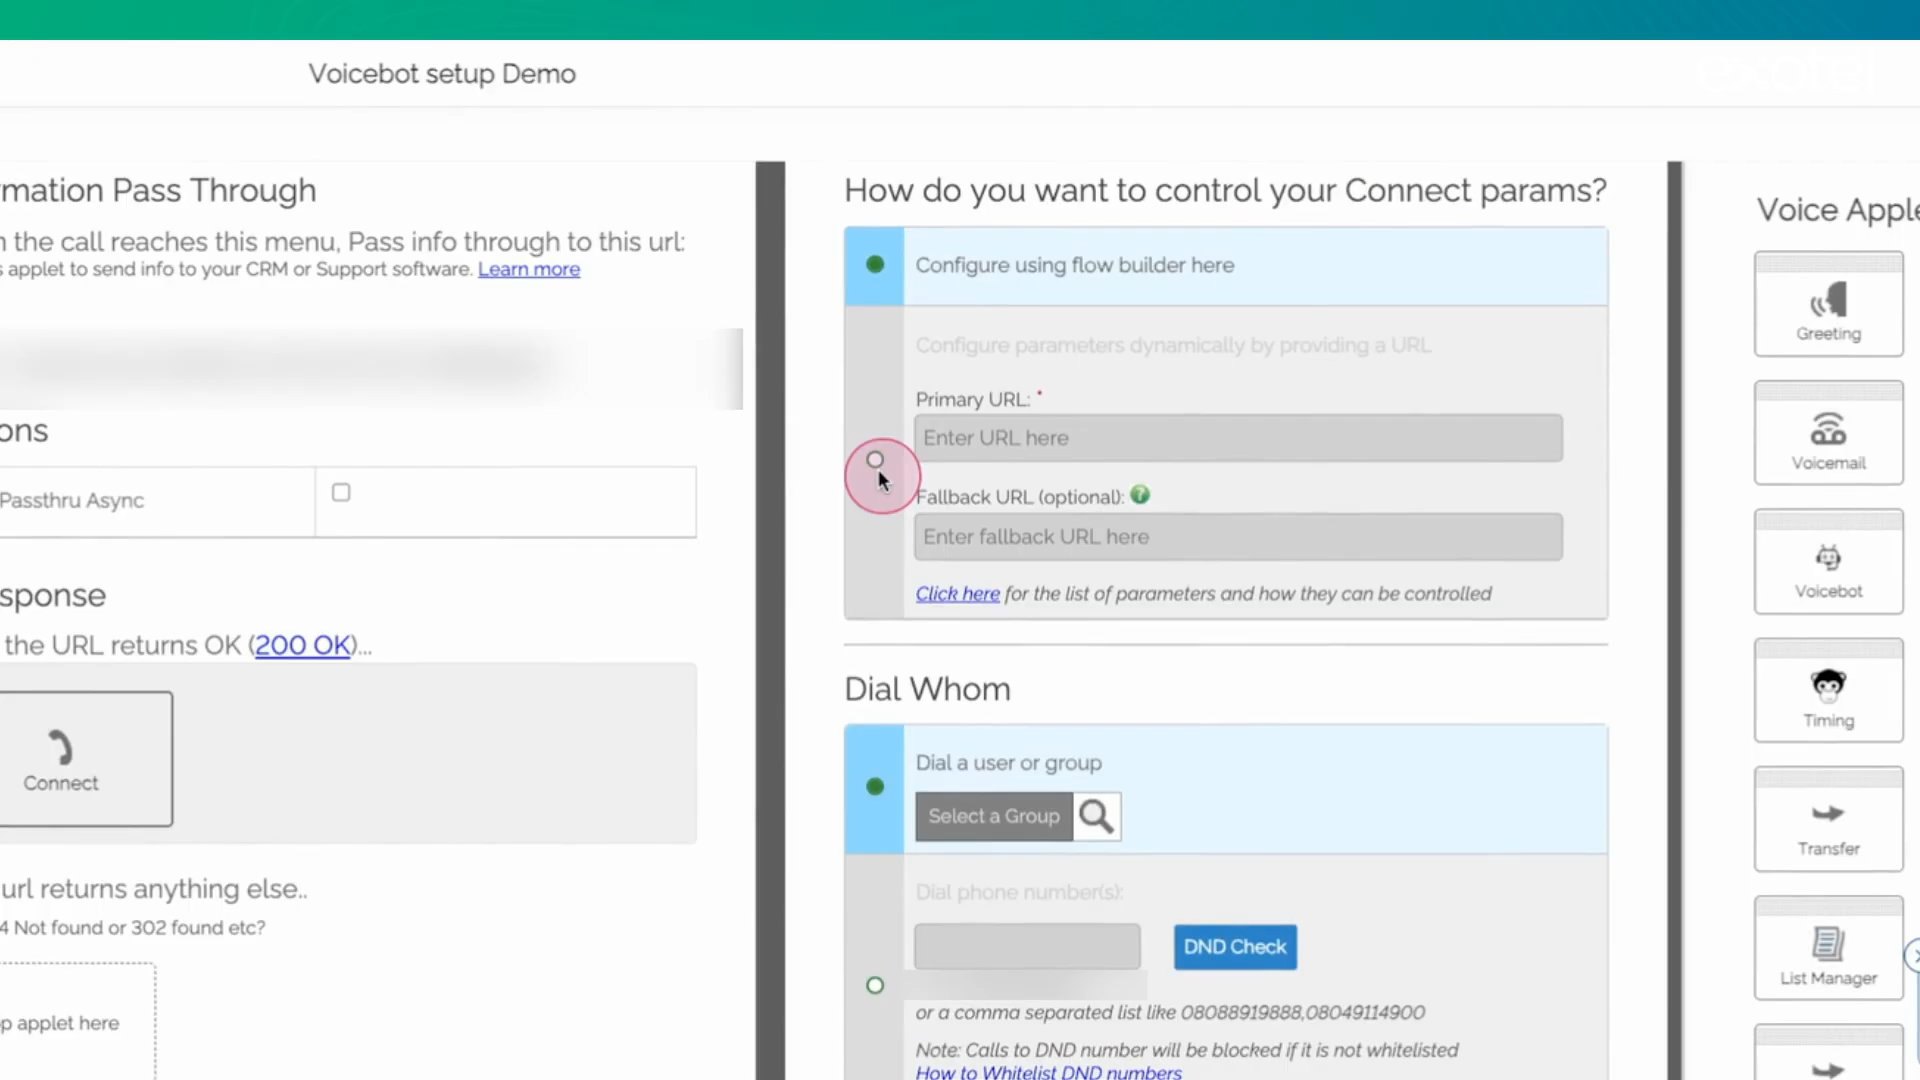 Voicebot setup Demo
exotel
rmation Pass Through
n the call reaches this menu, Pass info through to this url:
s applet to send info to your CRM or Support software. Learn more
ons
Passthru Async
sponse
the URL returns OK (200 OK)...
Connect
url returns anything else..
4 Not found or 302 found etc?
p applet here
How do you want to control your Connect params?
Configure using flow builder here
Configure parameters dynamically by providing a URL
Primary URL: *
Enter URL here
Fallback URL (optional): ?
Enter fallback URL here
Click here for the list of parameters and how they can be controlled
Dial Whom
Dial a user or group
Select a Group
Dial phone number(s):
DND Check
or a comma separated list like 08088919888,08049114900
Note: Calls to DND number will be blocked if it is not whitelisted
How to Whitelist DND numbers
Voice Apple
Greeting
Voicemail
Voicebot
Timing
Transfer
List Manager